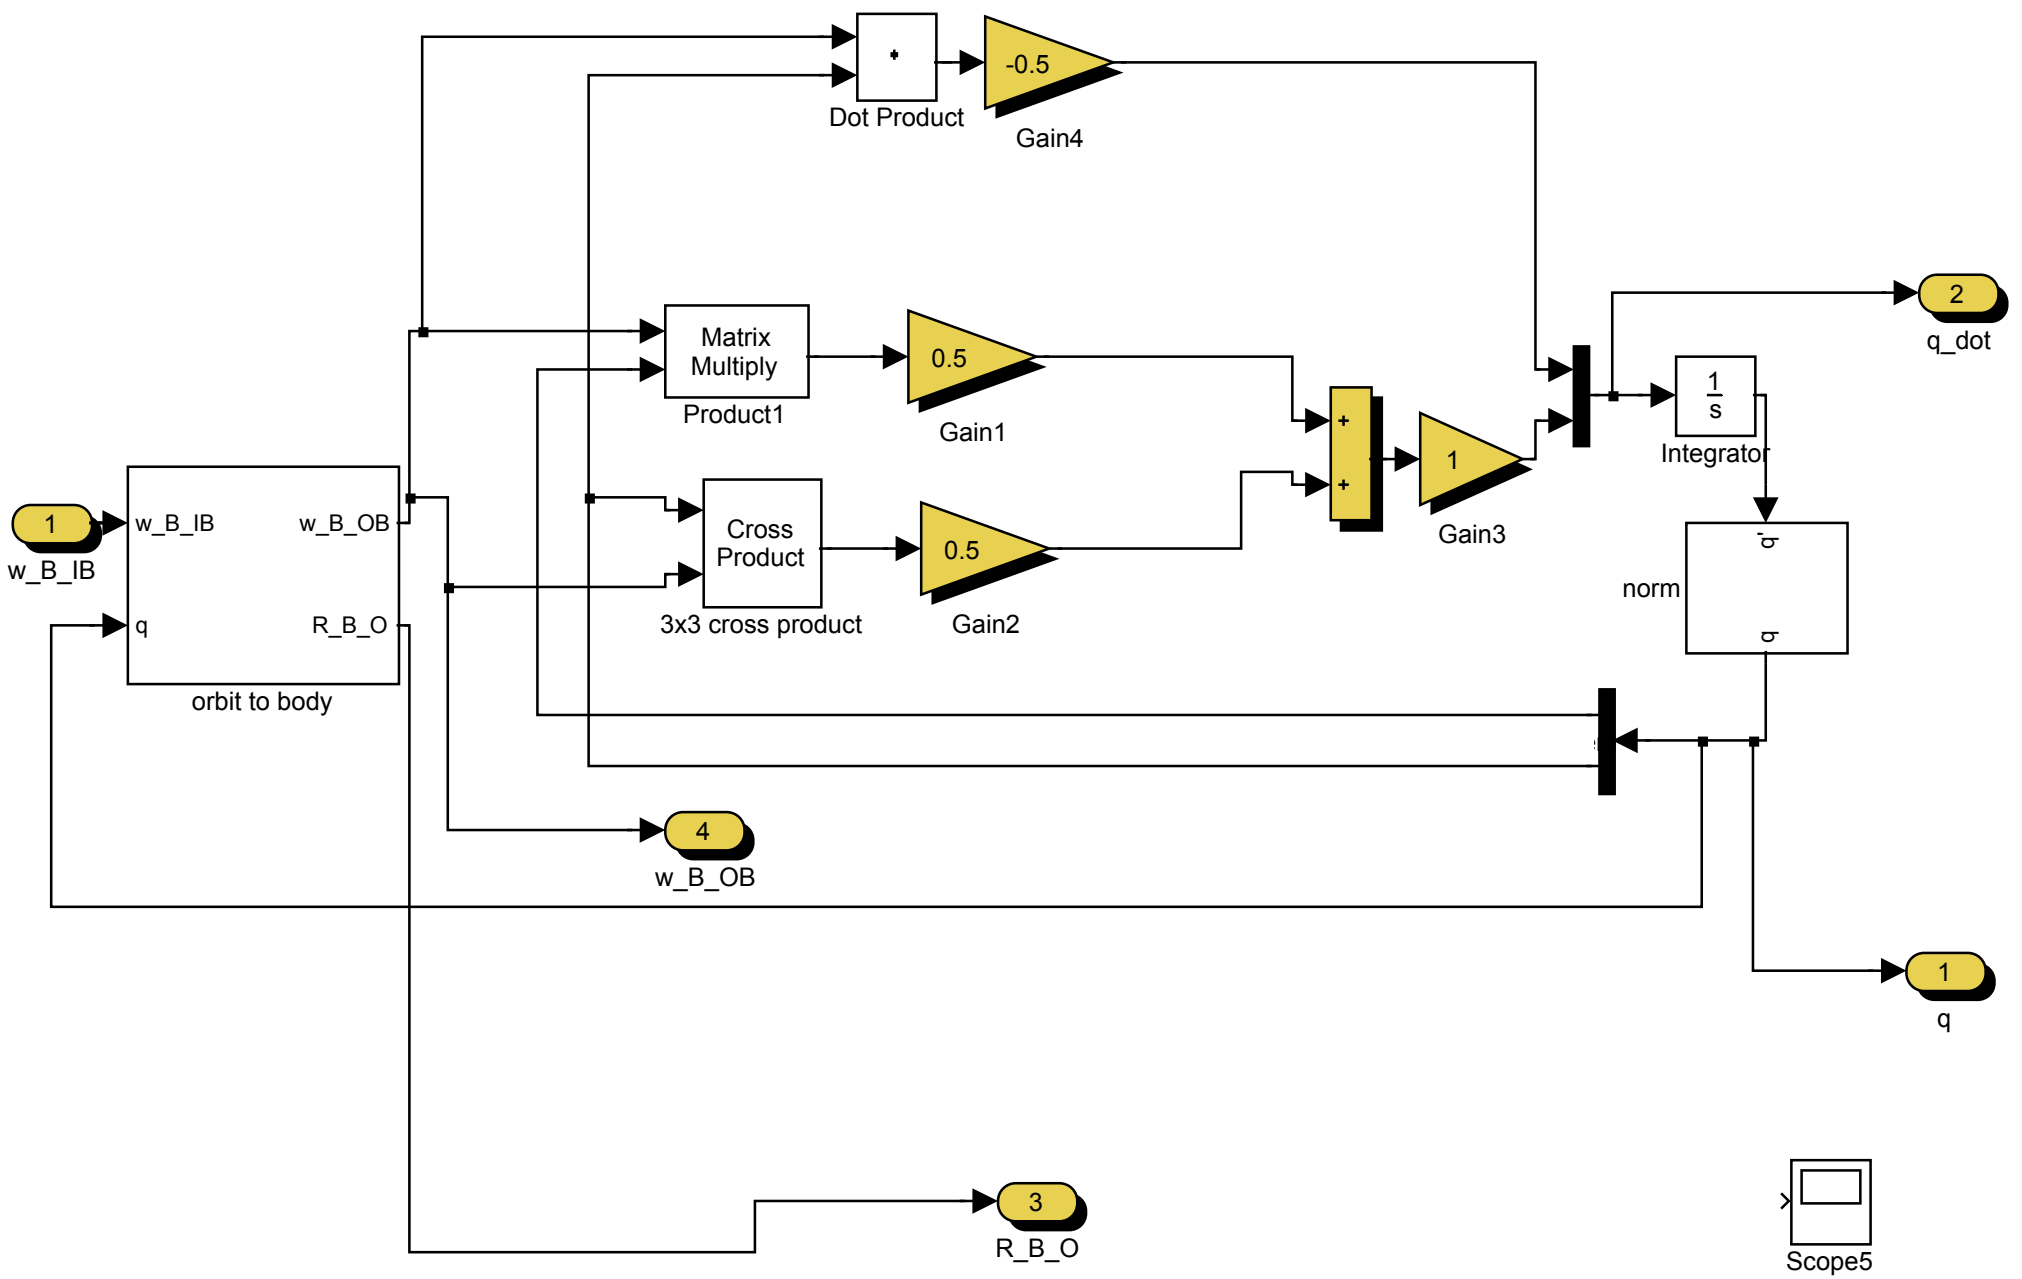 ·
Dot Product
-0.5
Gain4
Matrix
Multiply
Product1
0.5
Gain1
2
q_dot
1
s
Integrator
+
+
1
Gain3
1
w_B_IB
w_B_IB
w_B_OB
q
R_B_O
orbit to body
Cross
Product
3x3 cross product
0.5
Gain2
q'
q
norm
4
w_B_OB
1
q
3
R_B_O
Scope5